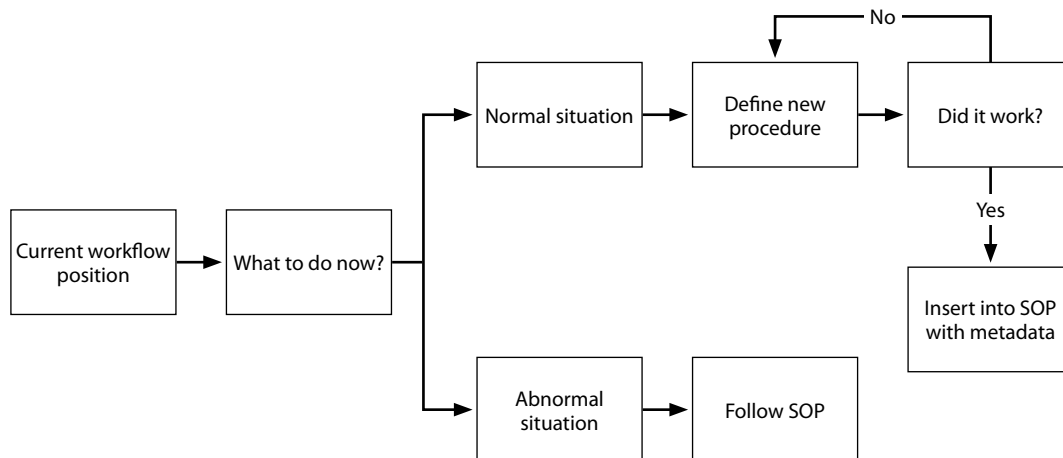 No
Normal situation
Define new
procedure
Did it work?
Yes
Current workflow
position
What to do now?
Insert into SOP
with metadata
Abnormal
situation
Follow SOP